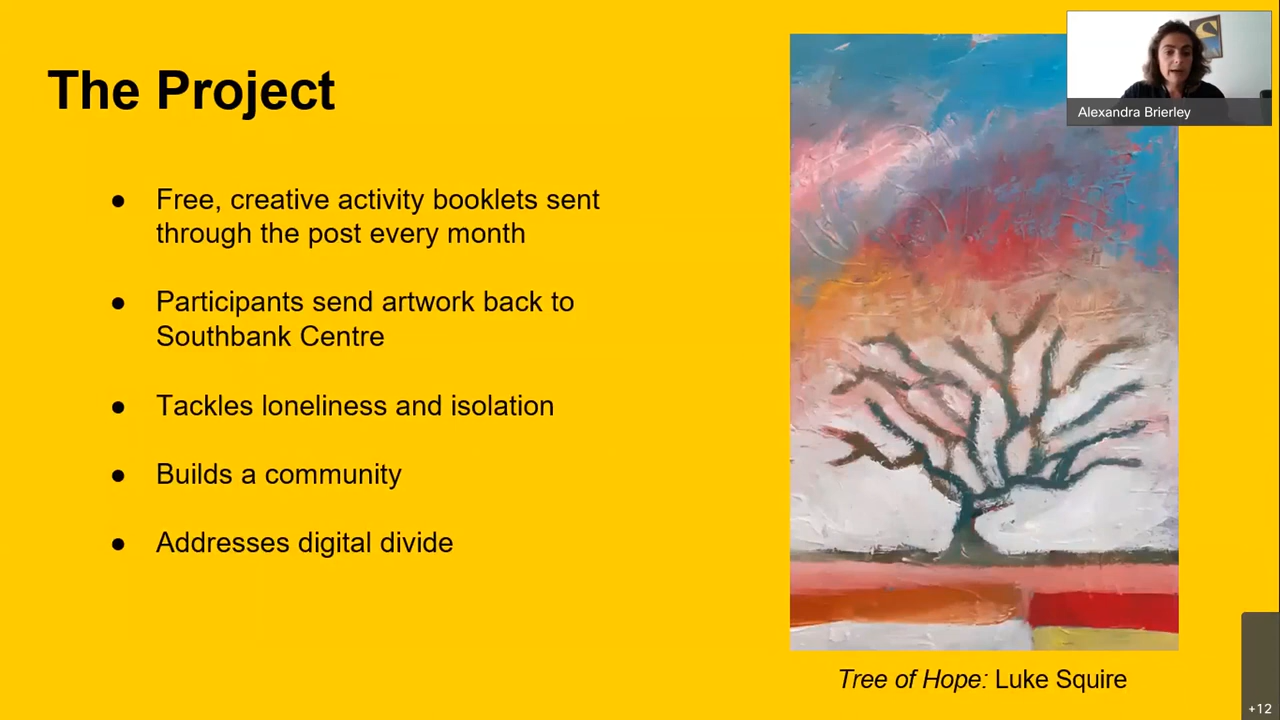 The Project
● Free, creative activity booklets sent
through the post every month
● Participants send artwork back to
Southbank Centre
● Tackles loneliness and isolation
● Builds a community
● Addresses digital divide
Alexandra Brierley
Tree of Hope: Luke Squire
+12